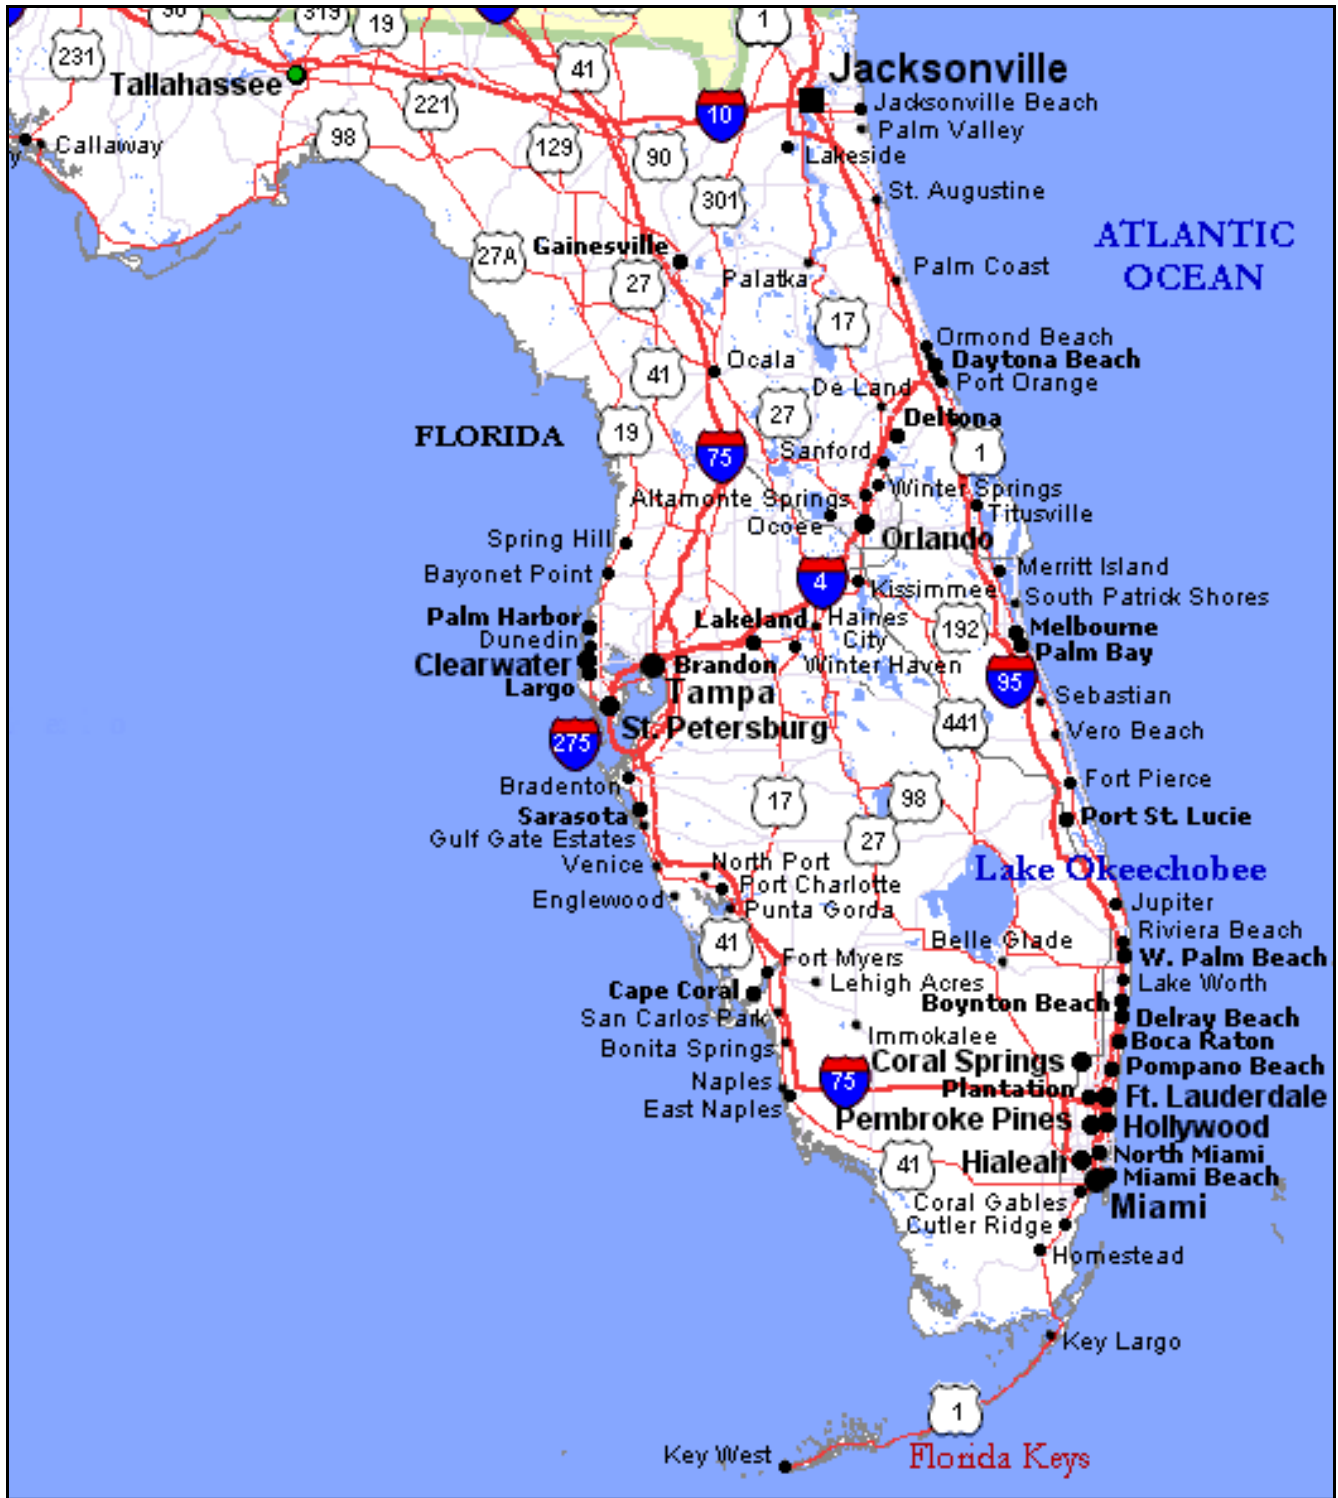 98
319
19
1
231
41
Jacksonville
Tallahassee
221
10
Jacksonville Beach
98
Palm Valley
Callaway
129
90
Lakeside
301
St. Augustine
ATLANTIC
OCEAN
27A
Gainesville
Palm Coast
27
Palatka
17
Ormond Beach
Ocala
Daytona Beach
41
De Land
Port Orange
27
Deltona
FLORIDA
19
75
Sanford
1
Altamonte Springs
Winter Springs
Ocoee
Titusville
Spring Hill
Orlando
Bayonet Point
4
Kissimmee
Merritt Island
South Patrick Shores
Palm Harbor
Lakeland
Haines
City
192
Melbourne
Dunedin
Palm Bay
Clearwater
Brandon
Winter Haven
Largo
Tampa
95
Sebastian
St. Petersburg
441
Vero Beach
275
Bradenton
Fort Pierce
17
98
Sarasota
Port St. Lucie
Gulf Gate Estates
27
Venice
North Port
Lake Okeechobee
Port Charlotte
Englewood
Punta Gorda
Jupiter
41
Belle Glade
Riviera Beach
Fort Myers
W. Palm Beach
Cape Coral
Lehigh Acres
Lake Worth
Boynton Beach
San Carlos Park
Delray Beach
Immokalee
Bonita Springs
Boca Raton
Coral Springs
Pompano Beach
Naples
75
Plantation
Ft. Lauderdale
East Naples
Pembroke Pines
Hollywood
41
Hialeah
North Miami
Miami Beach
Coral Gables
Miami
Cutler Ridge
Homestead
Key Largo
1
Key West
Florida Keys